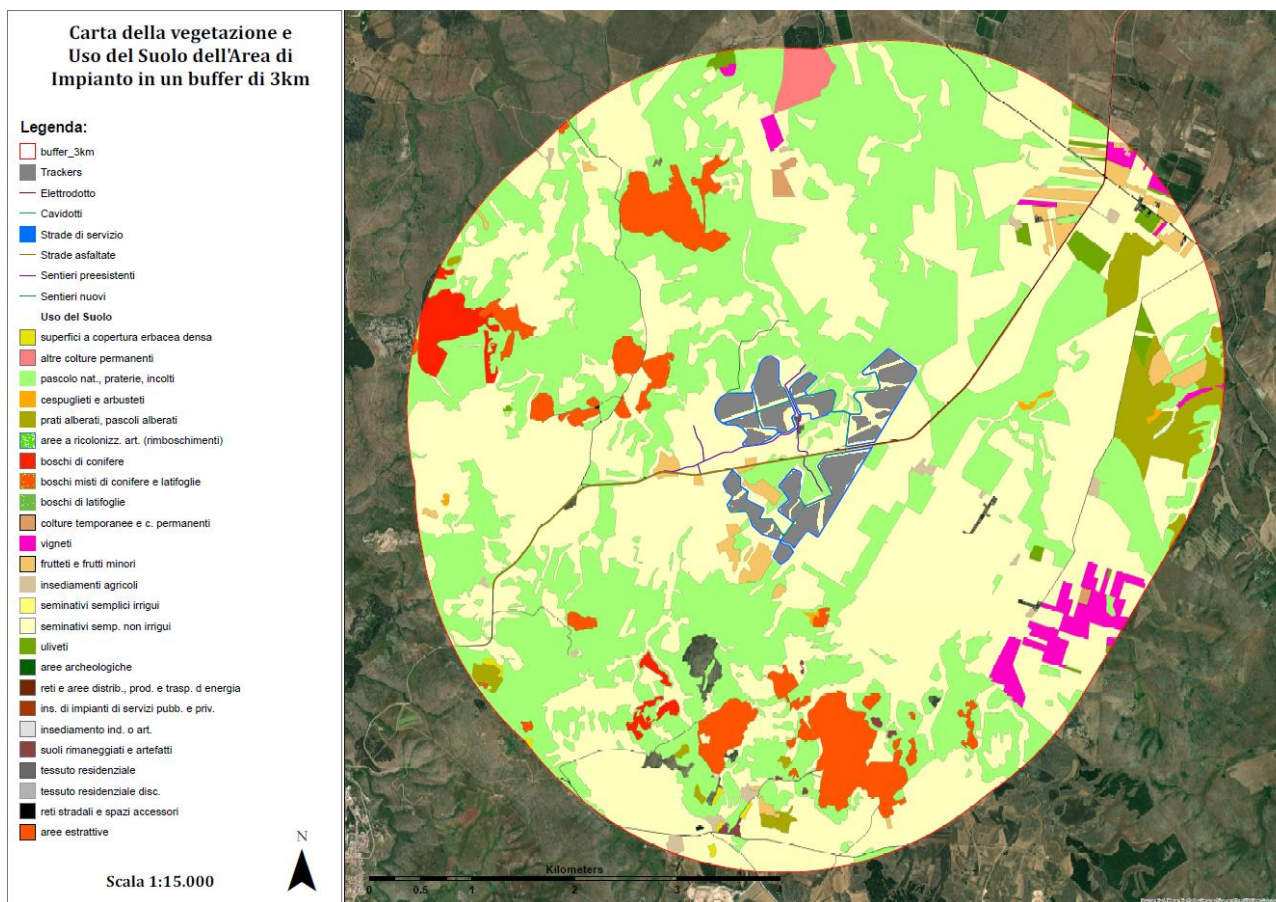 Carta della vegetazione e
Uso del Suolo dell'Area di
Impianto in un buffer di 3km
Legenda:
buffer_3km
Trackers
Elettrodotto
Cavidotti
Strade di servizio
Strade asfaltate
Sentieri preesistenti
Sentieri nuovi
Uso del Suolo
superfici a copertura erbacea densa
altre colture permanenti
pascolo nat., praterie, incolti
cespuglieti e arbusteti
prati alberati, pascoli alberati
aree a ricolonizz. art. (rimboschimenti)
boschi di conifere
boschi misti di conifere e latifoglie
boschi di latifoglie
colture temporanee e c. permanenti
vigneti
frutteti e frutti minori
insediamenti agricoli
seminativi semplici irrigui
seminativi semp. non irrigui
uliveti
aree archeologiche
reti e aree distrib., prod. e trasp. d energia
ins. di impianti di servizi pubb. e priv.
insediamento ind. o art.
suoli rimaneggiati e artefatti
tessuto residenziale
tessuto residenziale disc.
reti stradali e spazi accessori
aree estrattive
N
Scala 1:15.000
Kilometers
0 0.5 1 2 3 4